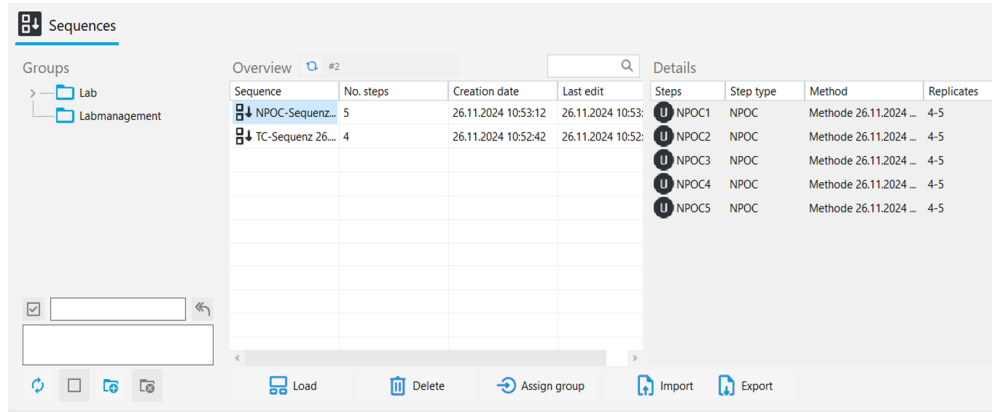 Sequences
Groups
Lab
Labmanagement
Overview #2
Sequence No. steps Creation date Last edit
NPOC-Sequenz... 5 26.11.2024 10:53:12 26.11.2024 10:53:
TC-Sequenz 26.... 4 26.11.2024 10:52:42 26.11.2024 10:52:
Details
Steps Step type Method Replicates
U NPOC1 NPOC Methode 26.11.2024 ... 4-5
U NPOC2 NPOC Methode 26.11.2024 ... 4-5
U NPOC3 NPOC Methode 26.11.2024 ... 4-5
U NPOC4 NPOC Methode 26.11.2024 ... 4-5
U NPOC5 NPOC Methode 26.11.2024 ... 4-5
Load Delete Assign group Import Export